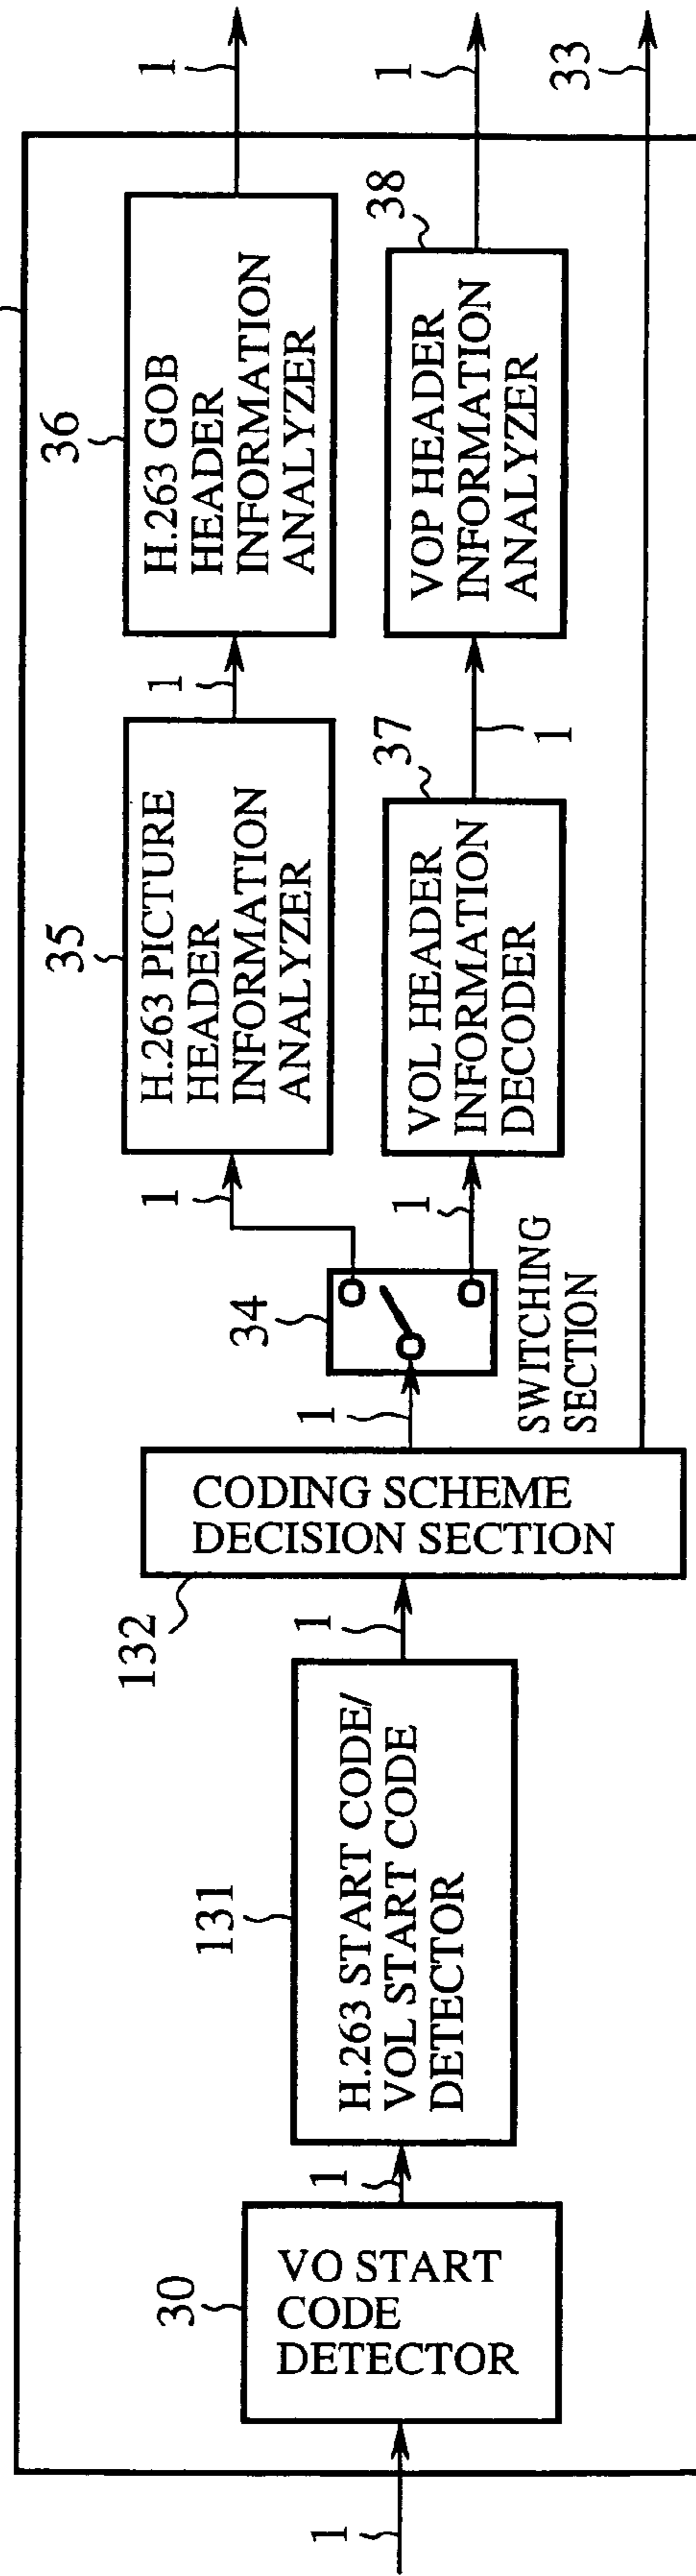 1
30
VO START
CODE
DETECTOR
1
131
H.263 START CODE/
VOL START CODE
DETECTOR
1
132
CODING SCHEME
DECISION SECTION
1
34
SWITCHING
SECTION
1
35
H.263 PICTURE
HEADER
INFORMATION
ANALYZER
1
36
H.263 GOB
HEADER
INFORMATION
ANALYZER
1
1
37
VOL HEADER
INFORMATION
DECODER
1
38
VOP HEADER
INFORMATION
ANALYZER
1
33